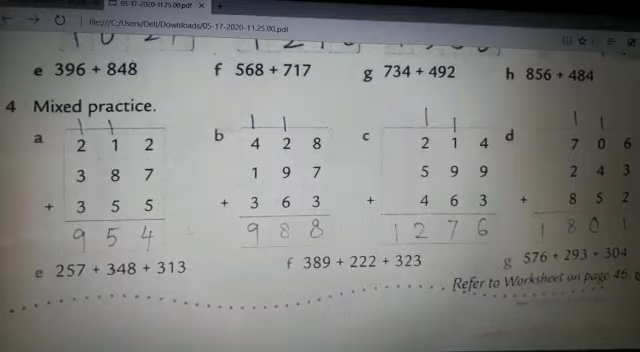 05-17-2020-11.25.00.pdf
file:///C:/Users/Dell/Downloads/05-17-2020-11.25.00.pdf
e 396 + 848 f 568 + 717 g 734 + 492 h 856 + 484
4 Mixed practice.
1 1 1 1 1 1 1 1
a 2 1 2 b 4 2 8 c 2 1 4 d 7 0 6
3 8 7 1 9 7 5 9 9 2 4 3
+ 3 5 5 + 3 6 3 + 4 6 3 + 8 5 2
9 5 4 9 8 8 1 2 7 6 1 8 0 1
e 257 + 348 + 313 f 389 + 222 + 323 g 576 + 293 + 304
Refer to Worksheet on page 46.